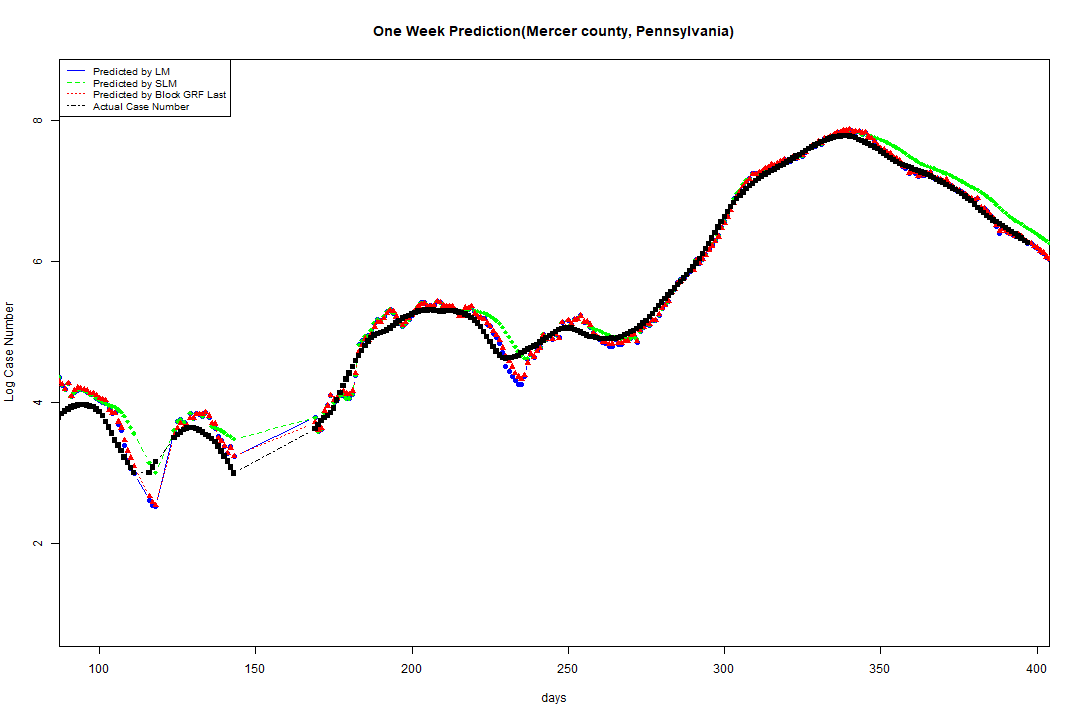 One Week Prediction(Mercer county, Pennsylvania)
Predicted by LM
Predicted by SLM
Predicted by Block GRF Last
Actual Case Number
8
6
4
2
Log Case Number
100 150 200 250 300 350 400
days